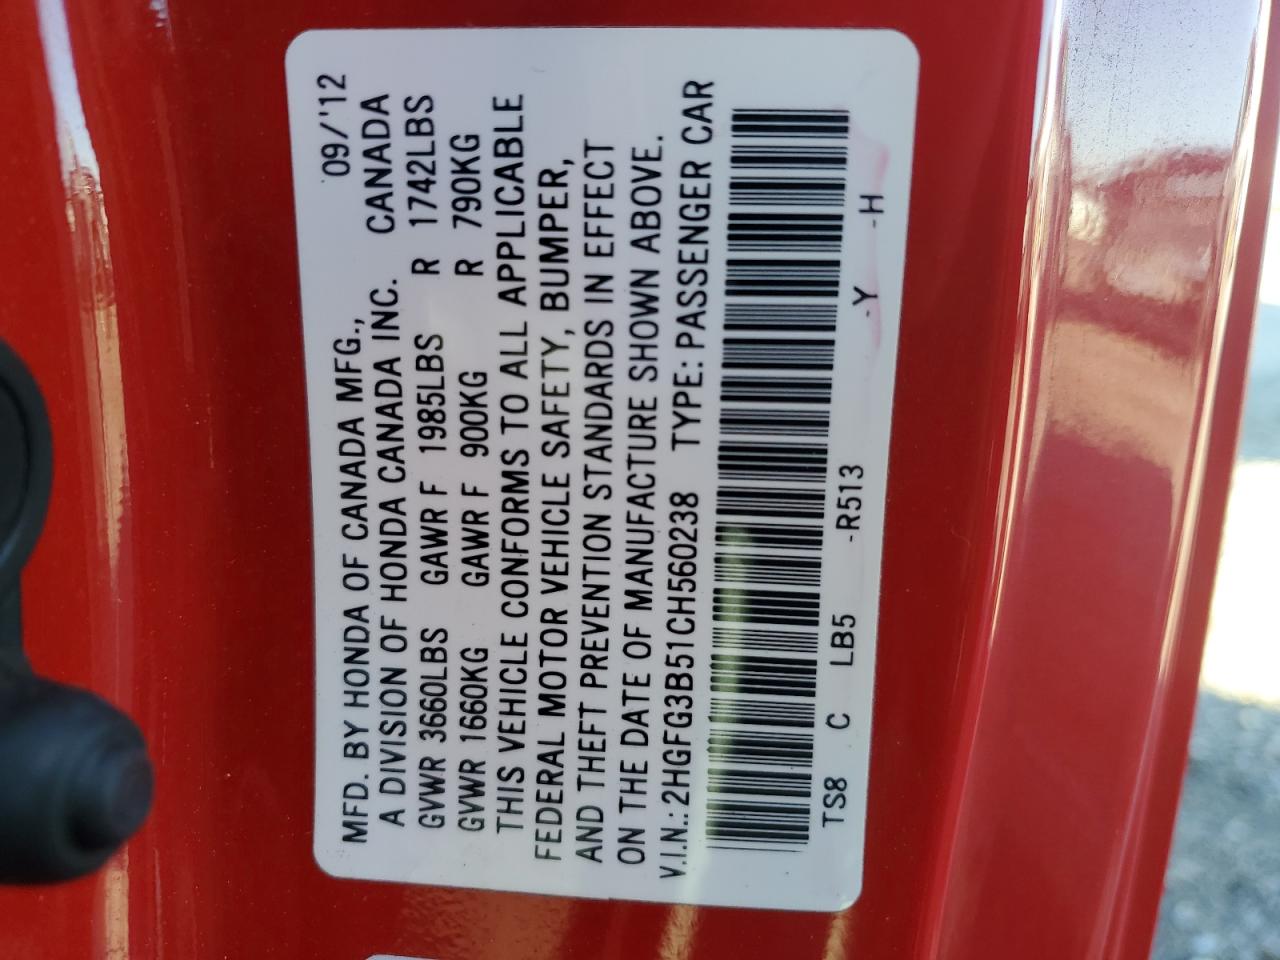 09/'12
MFD. BY HONDA OF CANADA MFG.,
A DIVISION OF HONDA CANADA INC. CANADA
GVWR 3660LBS GAWR F 1985LBS R 1742LBS
GVWR 1660KG GAWR F 900KG R 790KG
THIS VEHICLE CONFORMS TO ALL APPLICABLE
FEDERAL MOTOR VEHICLE SAFETY, BUMPER,
AND THEFT PREVENTION STANDARDS IN EFFECT
ON THE DATE OF MANUFACTURE SHOWN ABOVE.
V.I.N.: 2HGFG3B51CH560238 TYPE: PASSENGER CAR
TS8 C LB5 -R513 -Y -H